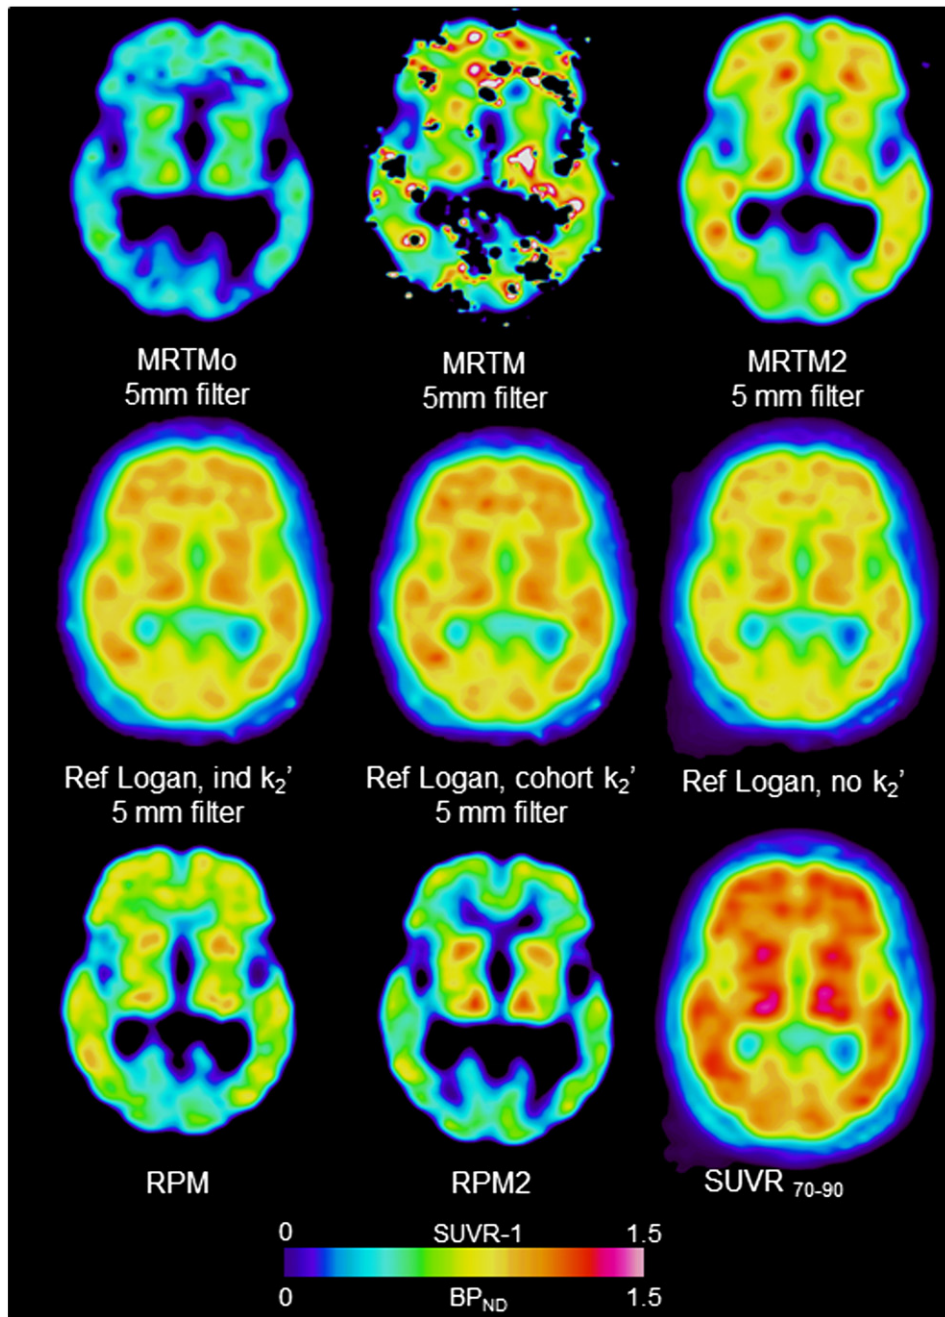 MRTMo MRTM MRTM2
5mm filter 5mm filter 5 mm filter
Ref Logan, ind k₂’ Ref Logan, cohort k₂’ Ref Logan, no k₂’
5 mm filter 5 mm filter
RPM RPM2 SUVR 70-90
0 SUVR-1 1.5
0 BP_ND 1.5